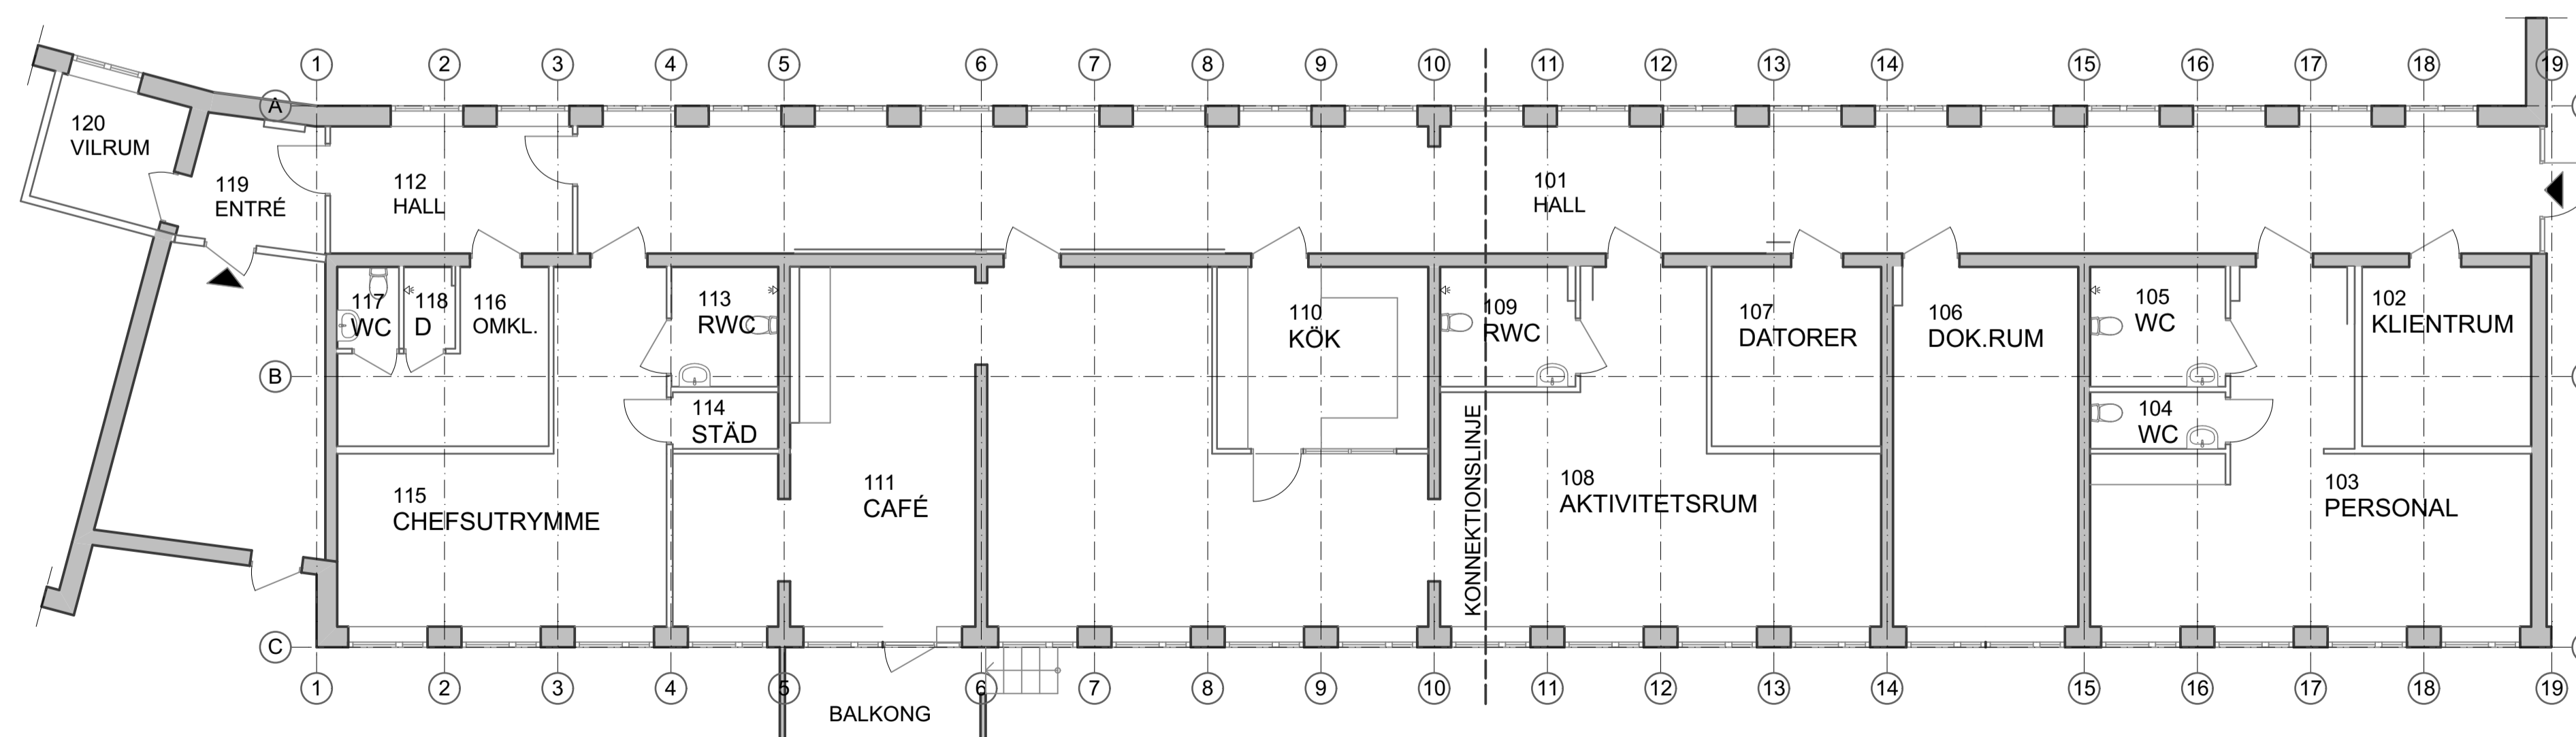 1 2 3 4 5 6 7 8 9 10 11 12 13 14 15 16 17 18 19
A
120
VILRUM
119
ENTRÉ
112
HALL
101
HALL
117
WC
118
D
116
OMKL.
113
RWC
114
STÄD
110
KÖK
109
RWC
107
DATORER
106
DOK.RUM
105
WC
104
WC
102
KLIENTRUM
B
115
CHEFSUTRYMME
111
CAFÉ
KONNEKTIONSLINJE
108
AKTIVITETSRUM
103
PERSONAL
C
1 2 3 4 5 6 7 8 9 10 11 12 13 14 15 16 17 18 19
BALKONG